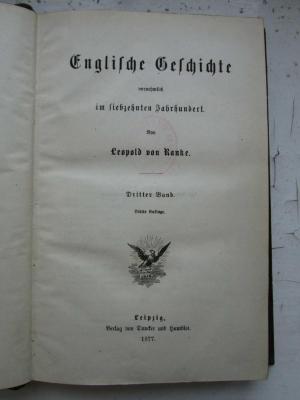 Englische Geschichte
vornehmlich
im siebzehnten Jahrhundert.
Von
Leopold von Ranke.
Dritter Band.
Auflage.
Leipzig,
Verlag von Duncker und Humblot.
1877.